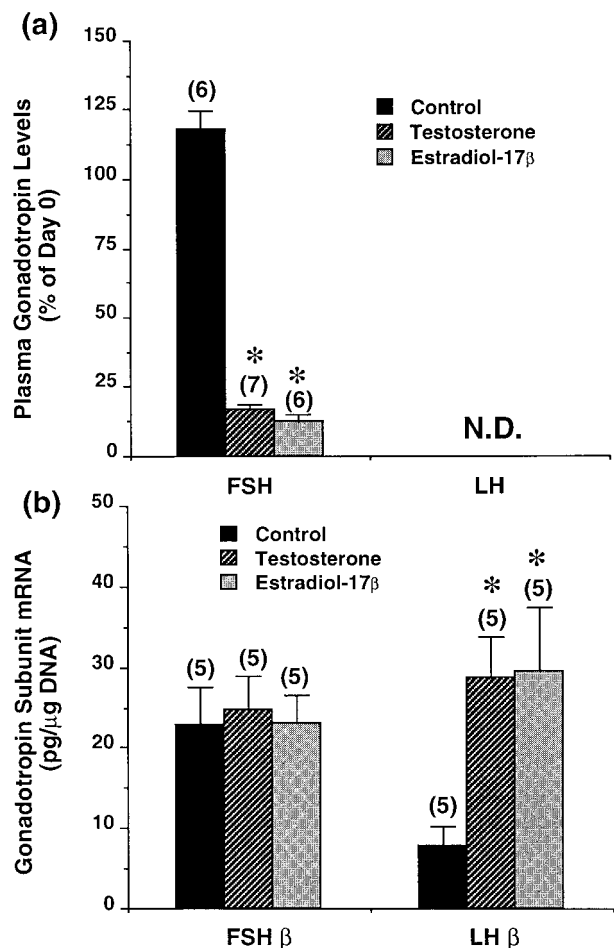 (a)
Plasma Gonadotropin Levels
(% of Day 0)
150
125
100
75
50
25
0
(6)
*
(7)
*
(6)
Control
Testosterone
Estradiol-17β
N.D.
FSH
LH
(b)
Gonadotropin Subunit mRNA
(pg/µg DNA)
50
40
30
20
10
0
Control
Testosterone
Estradiol-17β
(5)
(5)
(5)
(5)
*
(5)
*
(5)
FSH β
LH β